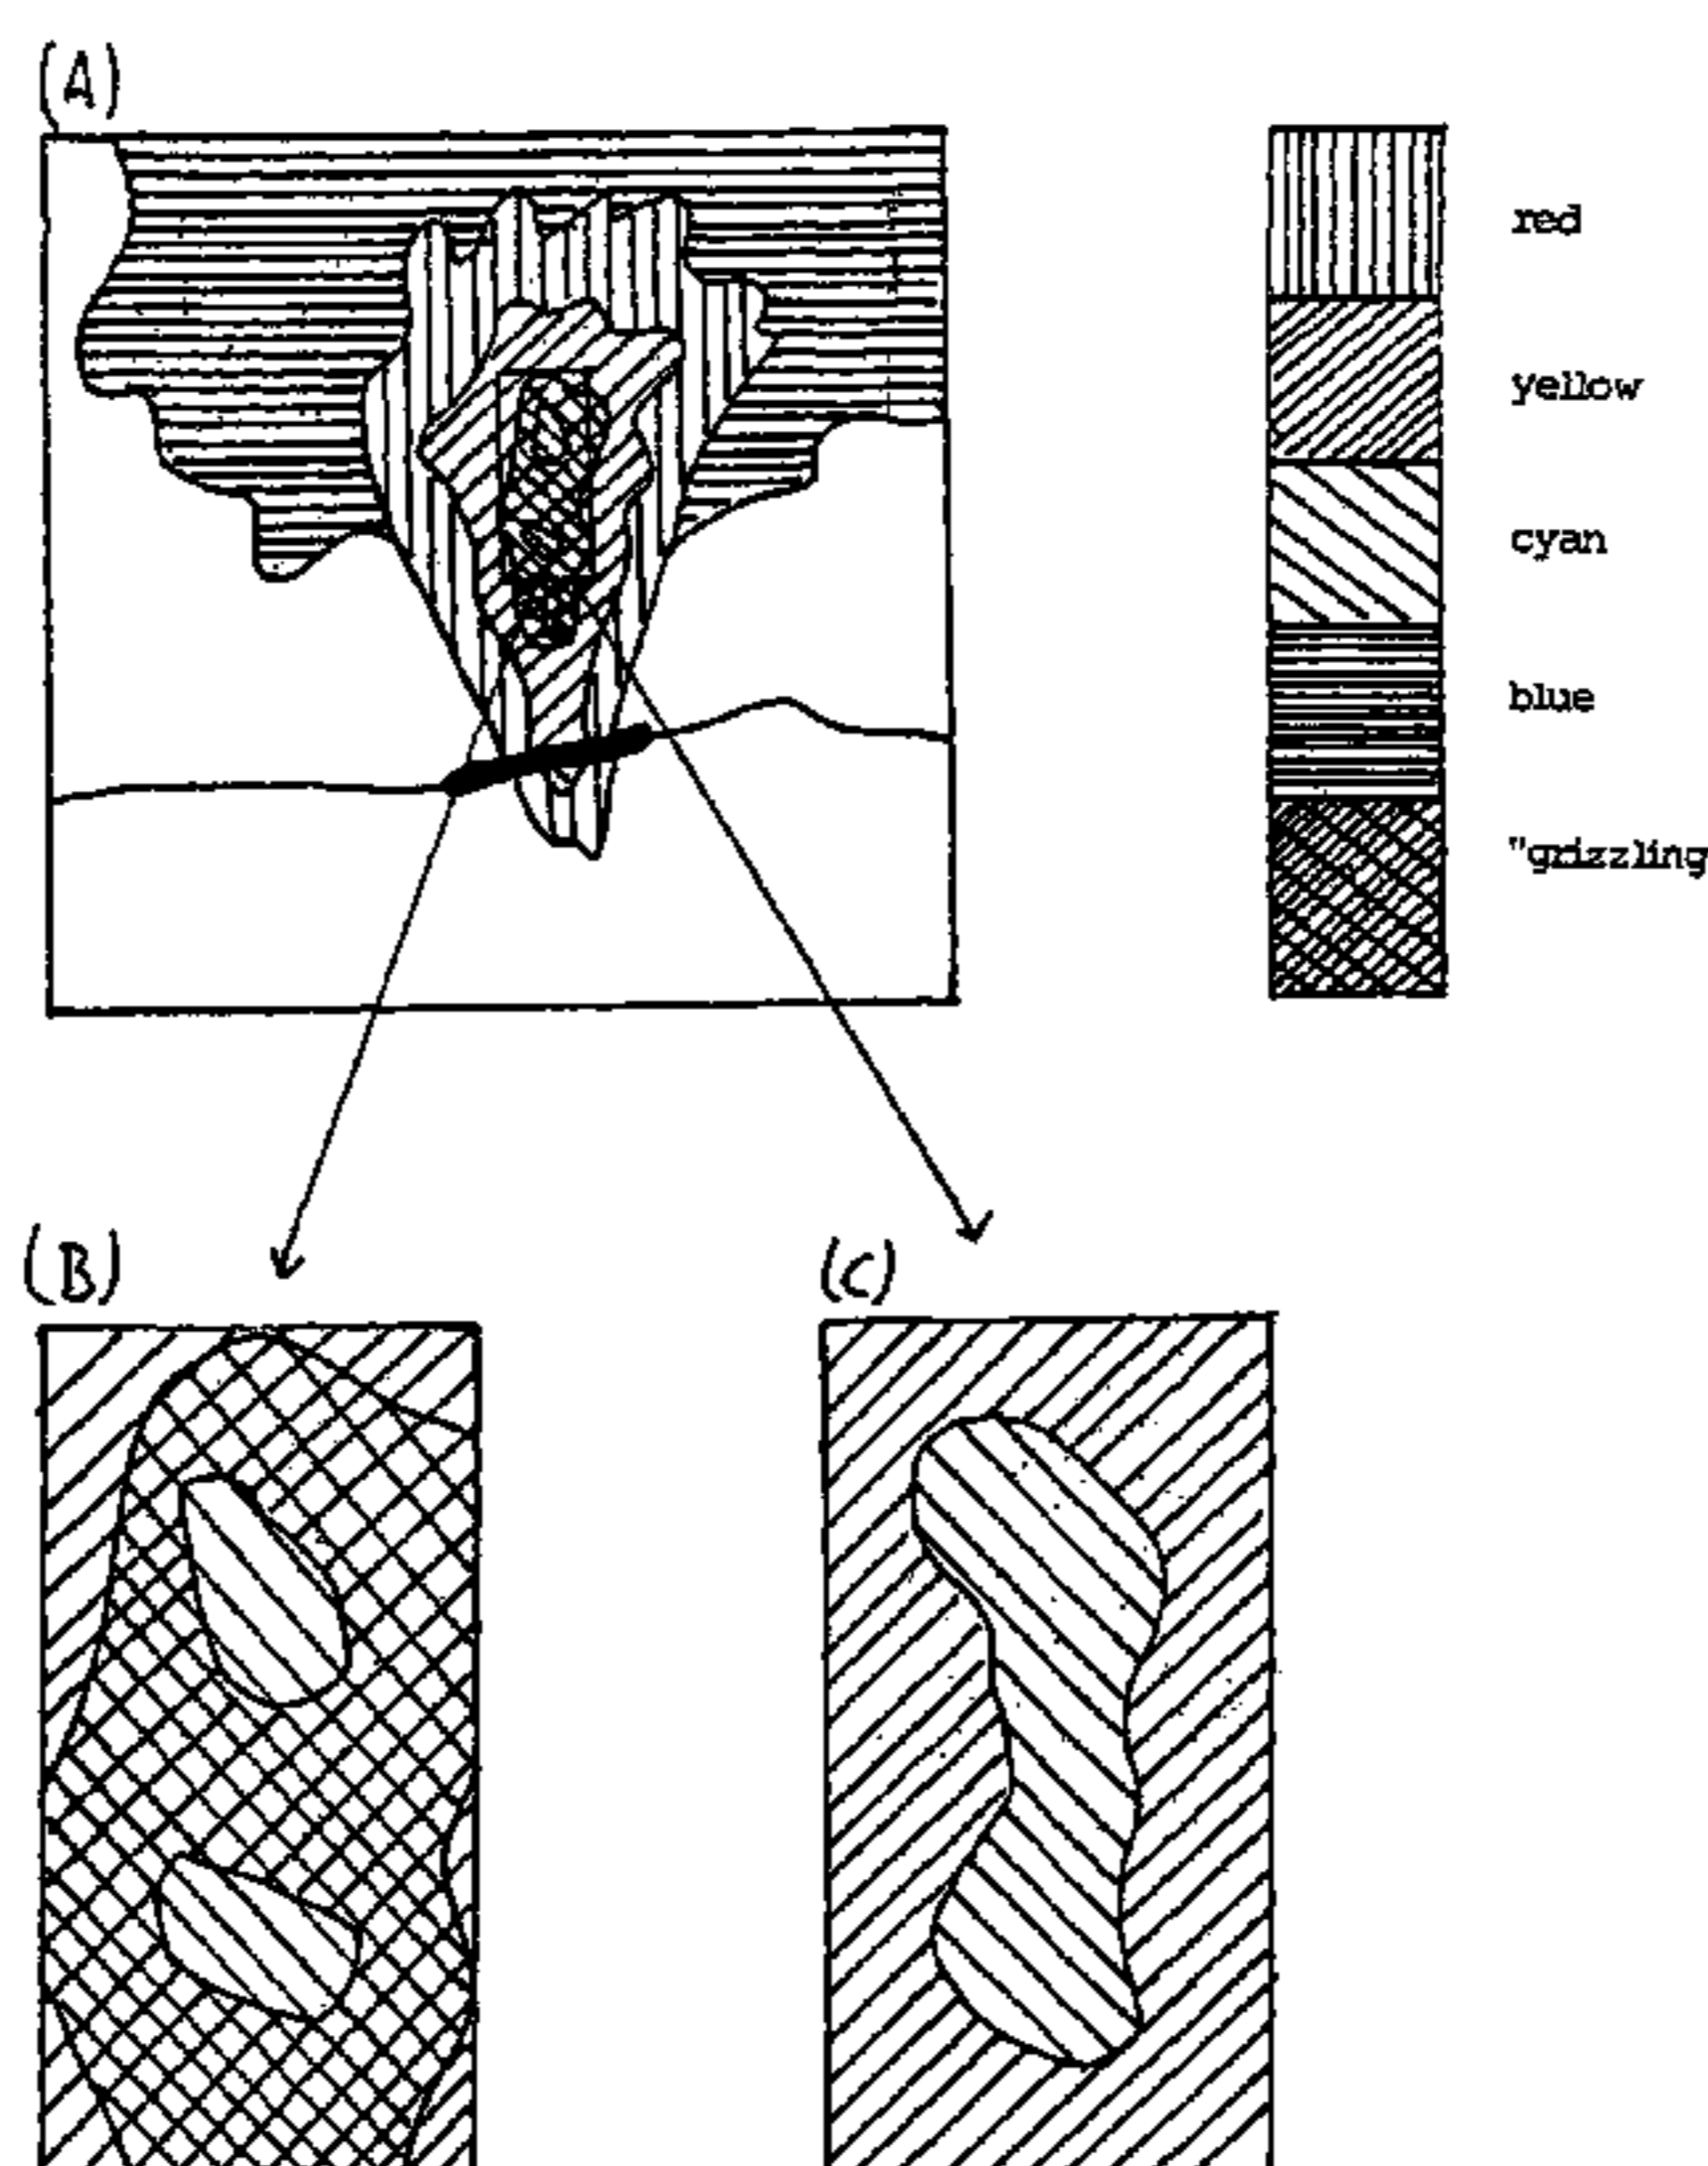 (A)
red
yellow
cyan
blue
"grizzling
(B)
(C)